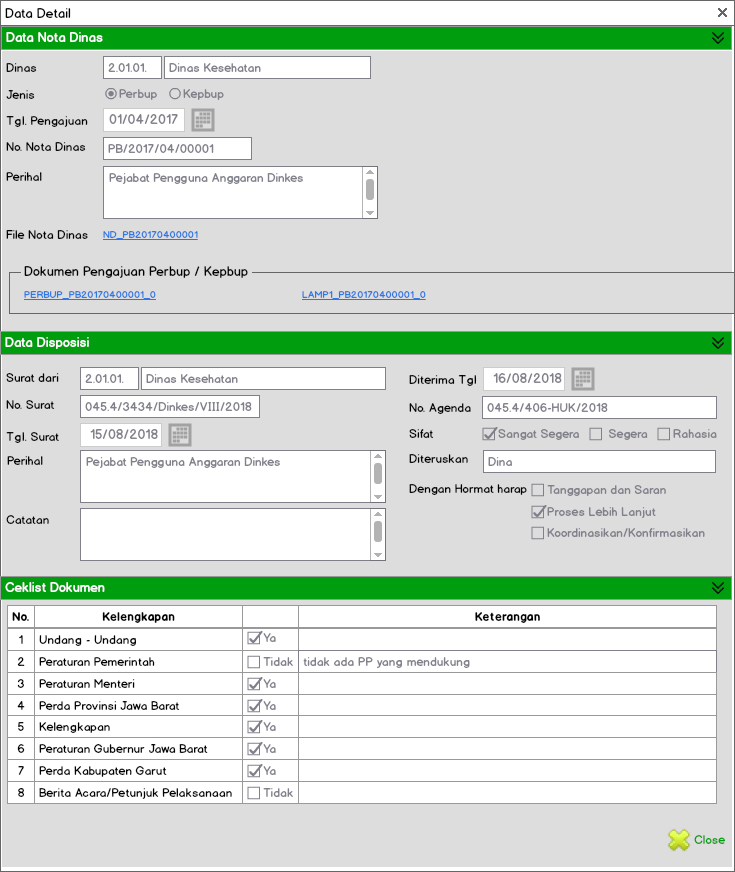 Data Detail
Data Nota Dinas
Dinas 2.01.01. Dinas Kesehatan
Jenis Perbup Kepbup
Tgl. Pengajuan 01/04/2017
No. Nota Dinas PB/2017/04/00001
Perihal Pejabat Pengguna Anggaran Dinkes
File Nota Dinas ND_PB20170400001
Dokumen Pengajuan Perbup / Kepbup
PERBUP_PB20170400001_0 LAMP1_PB20170400001_0
Data Disposisi
Surat dari 2.01.01. Dinas Kesehatan
No. Surat 045.4/3434/Dinkes/VIII/2018
Tgl. Surat 15/08/2018
Perihal Pejabat Pengguna Anggaran Dinkes
Catatan
Diterima Tgl 16/08/2018
No. Agenda 045.4/406-HUK/2018
Sifat Sangat Segera Segera Rahasia
Diteruskan Dina
Dengan Hormat harap Tanggapan dan Saran
Proses Lebih Lanjut
Koordinasikan/Konfirmasikan
Ceklist Dokumen
No. Kelengkapan Keterangan
1 Undang - Undang Ya
2 Peraturan Pemerintah Tidak tidak ada PP yang mendukung
3 Peraturan Menteri Ya
4 Perda Provinsi Jawa Barat Ya
5 Kelengkapan Ya
6 Peraturan Gubernur Jawa Barat Ya
7 Perda Kabupaten Garut Ya
8 Berita Acara/Petunjuk Pelaksanaan Tidak
Close